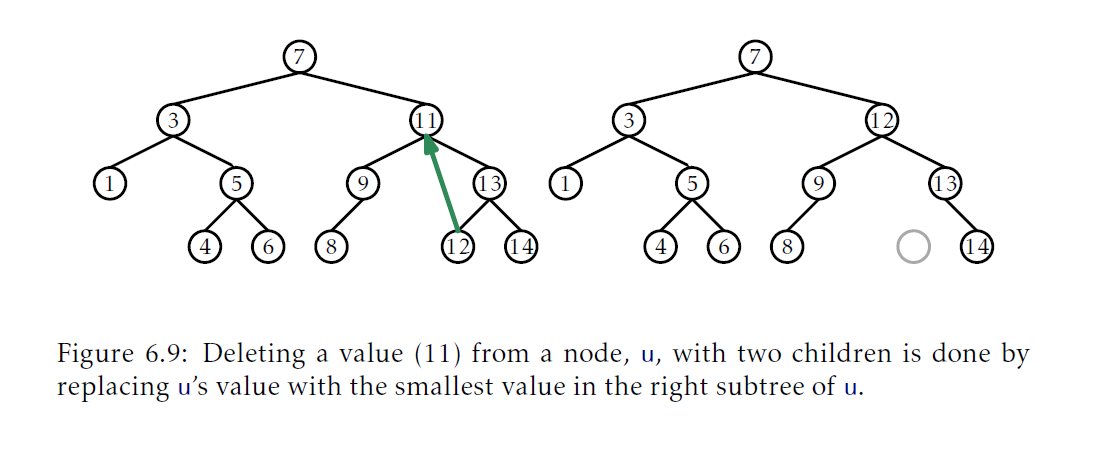 7 7
3 11 3 12
1 5 9 13 1 5 9 13
4 6 8 12 14 4 6 8 14
Figure 6.9: Deleting a value (11) from a node, u, with two children is done by
replacing u’s value with the smallest value in the right subtree of u.